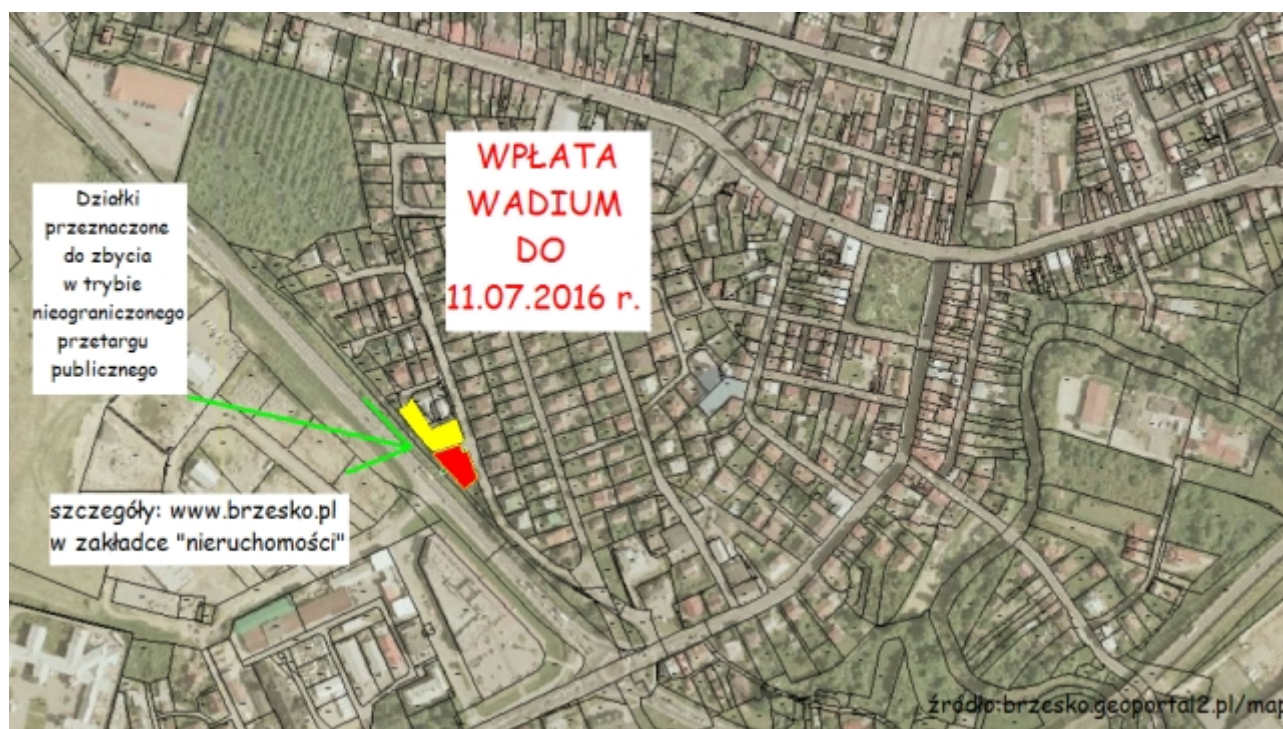 WPŁATA
WADIUM
DO
11.07.2016 r.
Działki
przeznaczone
do zbycia
w trybie
nieograniczonego
przetargu
publicznego
szczegóły: www.brzesko.pl
w zakładce "nieruchomości"
źródło:brzesko.geoportal2.pl/map